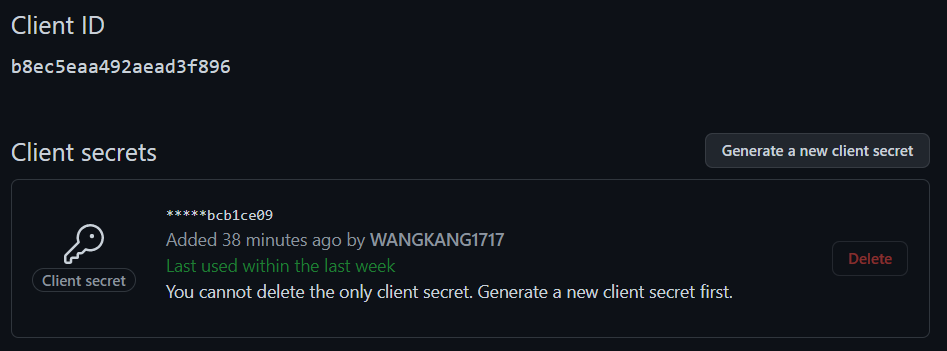 Client ID
b8ec5eaa492aead3f896
Client secrets
Generate a new client secret
*****bcb1ce09
Added 38 minutes ago by WANGKANG1717
Last used within the last week
Client secret
You cannot delete the only client secret. Generate a new client secret first.
Delete